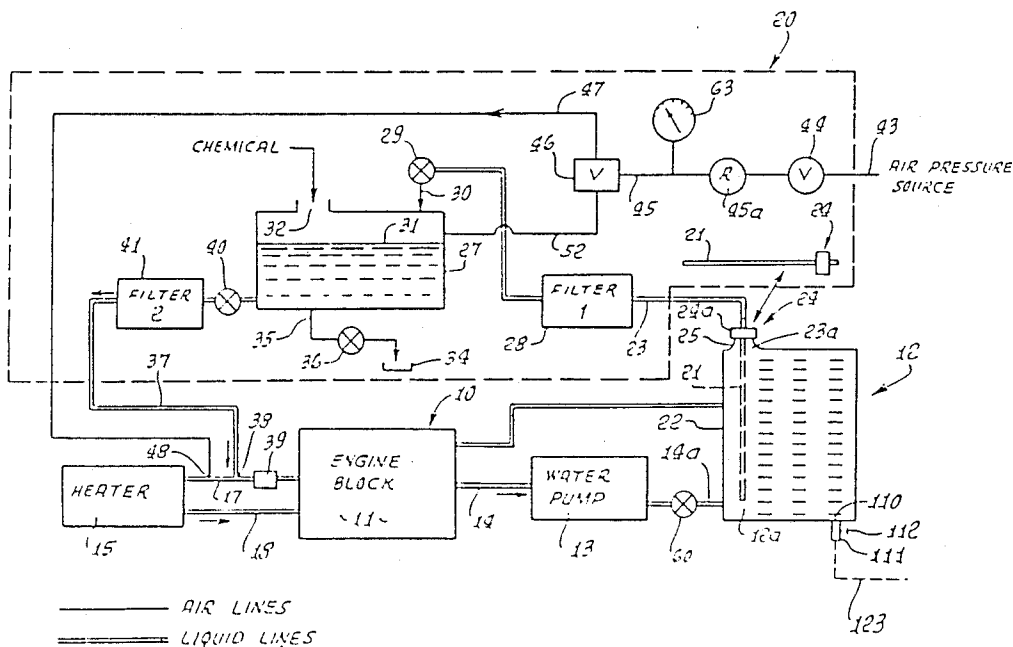 20
47
63
CHEMICAL
29
46
44
43
V
R
V
AIR PRESSURE
SOURCE
30
45
45a
32
31
52
24
41
40
27
21
FILTER
2
FILTER
1
24a
24
35
25
23a
28
23
36
34
12
37
10
21
38
22
39
48
14a
HEATER
17
ENGINE
BLOCK
WATER
PUMP
110
11
14
112
12a
15
18
13
60
111
AIR LINES
123
LIQUID LINES